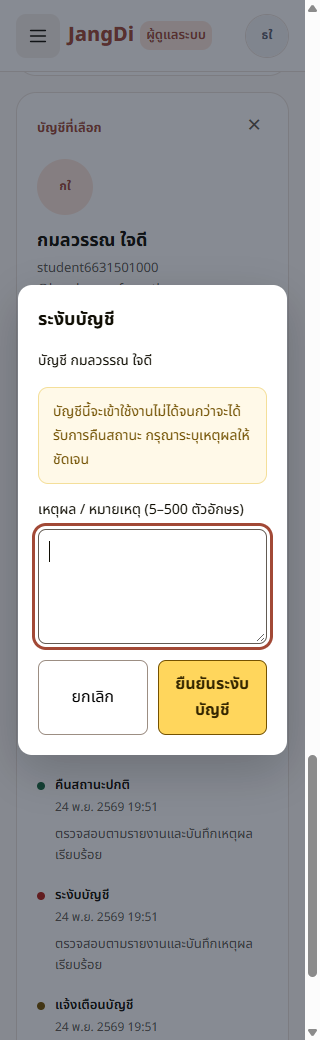 JangDi
ผู้ดูแลระบบ
ธใ
บัญชีที่เลือก
กใ
กมลวรรณ ใจดี
student6631501000
ระงับบัญชี
บัญชี กมลวรรณ ใจดี
บัญชีนี้จะเข้าใช้งานไม่ได้จนกว่าจะได้
รับการคืนสถานะ กรุณาระบุเหตุผลให้
ชัดเจน
เหตุผล / หมายเหตุ (5–500 ตัวอักษร)
ยกเลิก
ยืนยันระงับ
บัญชี
คืนสถานะปกติ
24 พ.ย. 2569 19:51
ตรวจสอบตามรายงานและบันทึกเหตุผล
เรียบร้อย
ระงับบัญชี
24 พ.ย. 2569 19:51
ตรวจสอบตามรายงานและบันทึกเหตุผล
เรียบร้อย
แจ้งเตือนบัญชี
24 พ.ย. 2569 19:51